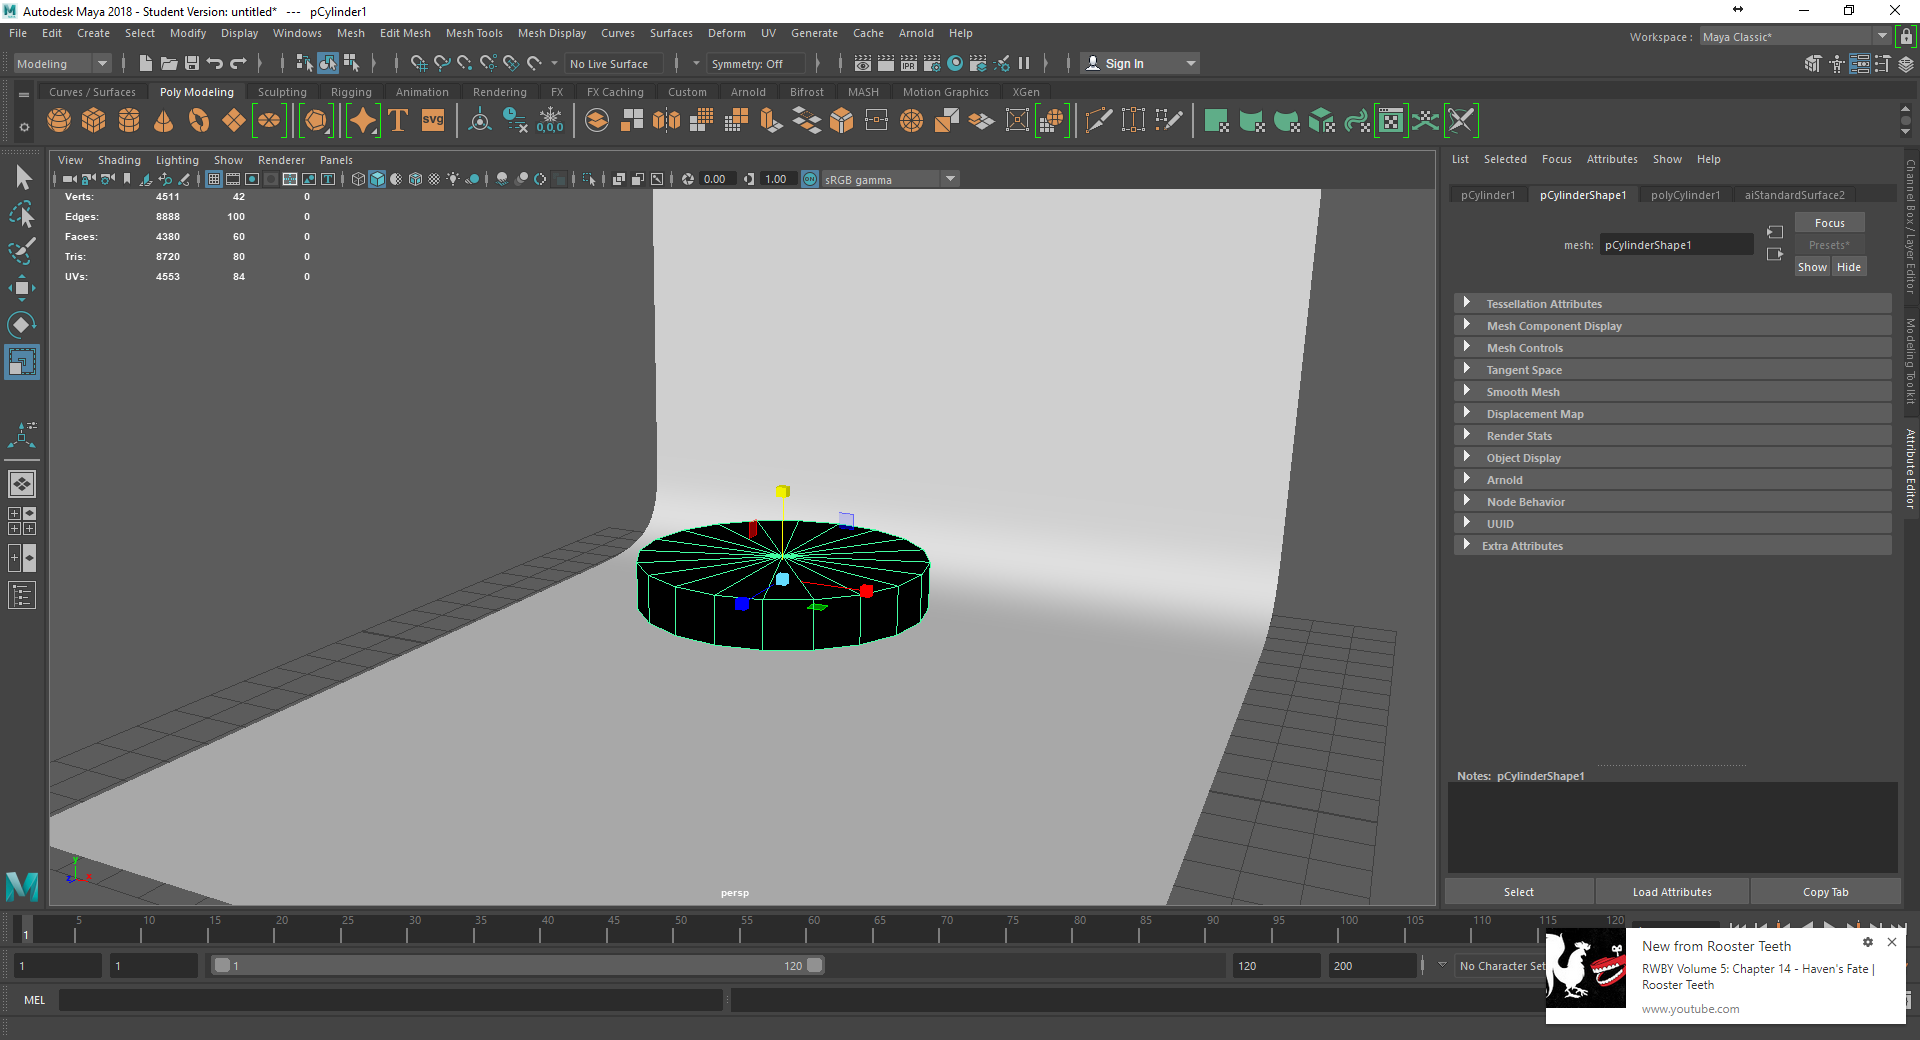 Autodesk Maya 2018 - Student Version: untitled*   ---   pCylinder1
File Edit Create Select Modify Display Windows Mesh Edit Mesh Mesh Tools Mesh Display Curves Surfaces Deform UV Generate Cache Arnold Help
Workspace : Maya Classic*
Modeling No Live Surface Symmetry: Off IPR Sign In
Curves / Surfaces Poly Modeling Sculpting Rigging Animation Rendering FX FX Caching Custom Arnold Bifrost MASH Motion Graphics XGen
T svg 0,0,0
View Shading Lighting Show Renderer Panels
0.00 1.00 ON sRGB gamma
Verts: 4511 42 0
Edges: 8888 100 0
Faces: 4380 60 0
Tris: 8720 80 0
UVs: 4553 84 0
y
z x
persp
List Selected Focus Attributes Show Help
pCylinder1 pCylinderShape1 polyCylinder1 aiStandardSurface2
mesh: pCylinderShape1
Focus
Presets*
Show Hide
Tessellation Attributes
Mesh Component Display
Mesh Controls
Tangent Space
Smooth Mesh
Displacement Map
Render Stats
Object Display
Arnold
Node Behavior
UUID
Extra Attributes
Notes: pCylinderShape1
Select Load Attributes Copy Tab
Channel Box / Layer Editor
Modeling Toolkit
Attribute Editor
5 10 15 20 25 30 35 40 45 50 55 60 65 70 75 80 85 90 95 100 105 110 115 120
1
1 1 1 120 120 200 No Character Set
MEL
New from Rooster Teeth
RWBY Volume 5: Chapter 14 - Haven's Fate |
Rooster Teeth
www.youtube.com